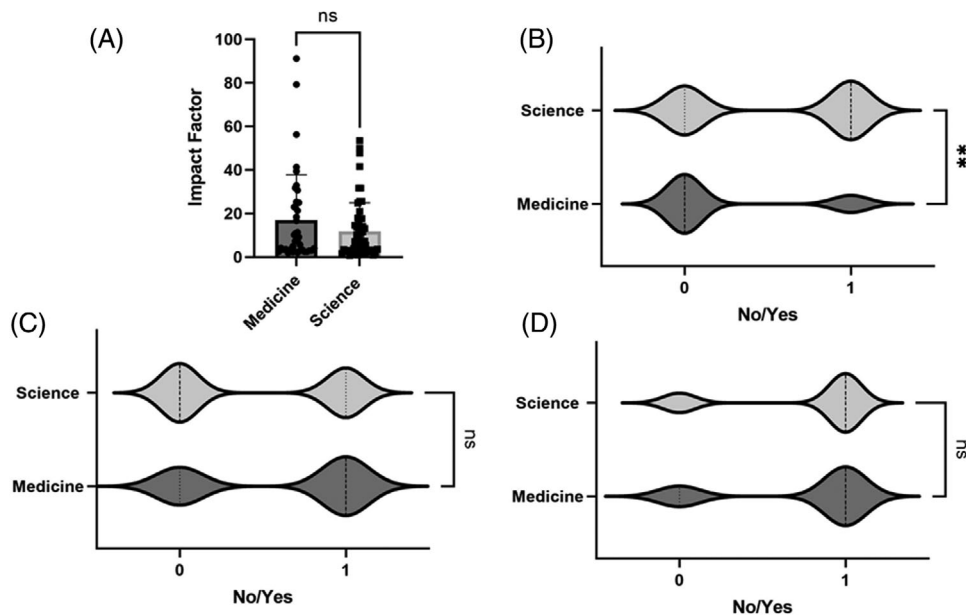 (A)
ns
100
80
60
40
20
0
Impact Factor
Medicine
Science
(B)
Science
Medicine
**
0 1
No/Yes
(C)
Science
Medicine
ns
0 1
No/Yes
(D)
Science
Medicine
ns
0 1
No/Yes